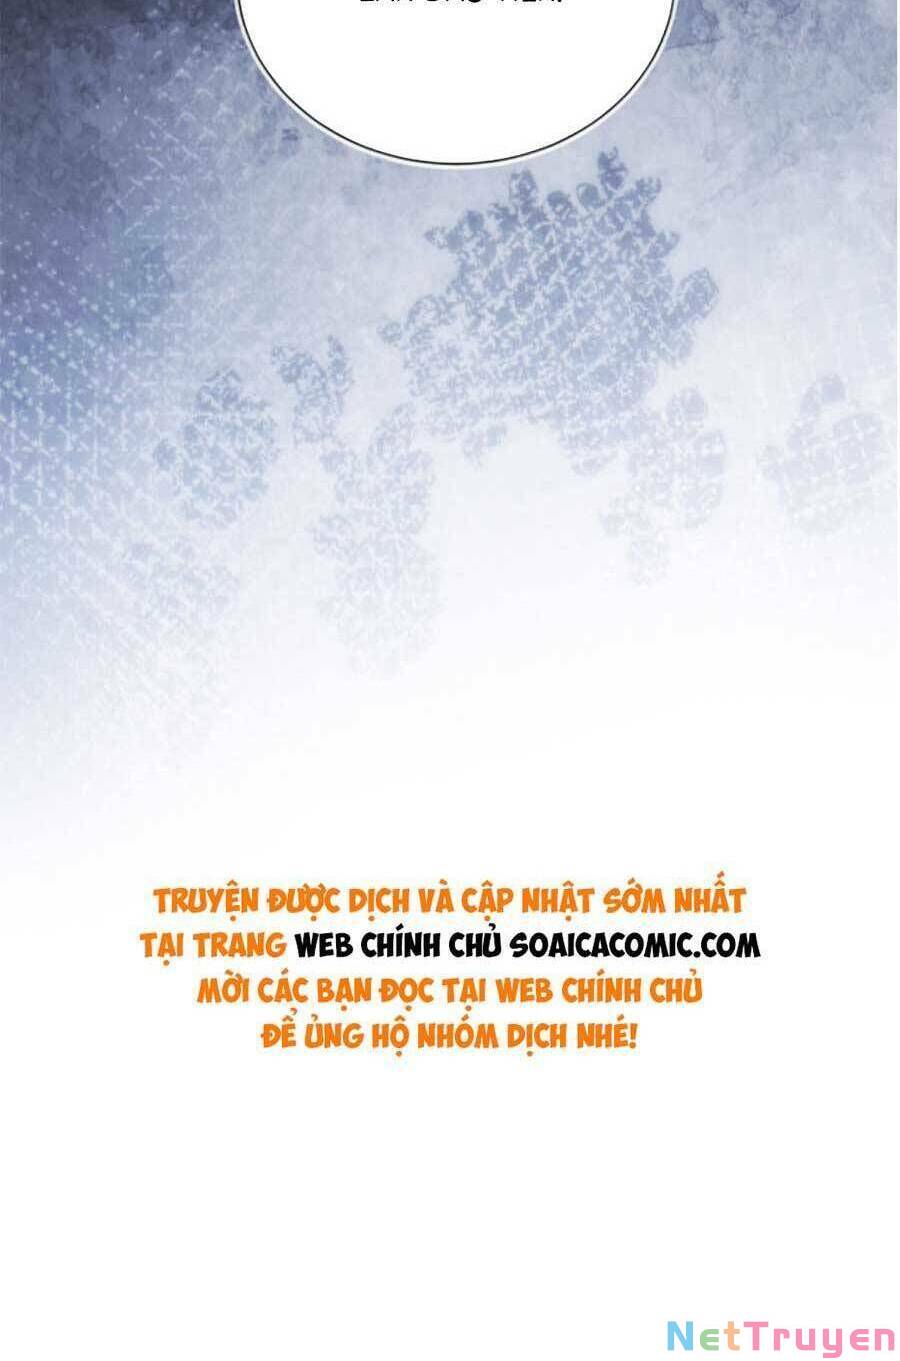 TRUYỆN ĐƯỢC DỊCH VÀ CẬP NHẬT SỚM NHẤT
TẠI TRANG WEB CHÍNH CHỦ SOAICACOMIC.COM
MỜI CÁC BẠN ĐỌC TẠI WEB CHÍNH CHỦ
ĐỂ ỦNG HỘ NHÓM DỊCH NHÉ!
NetTruyen